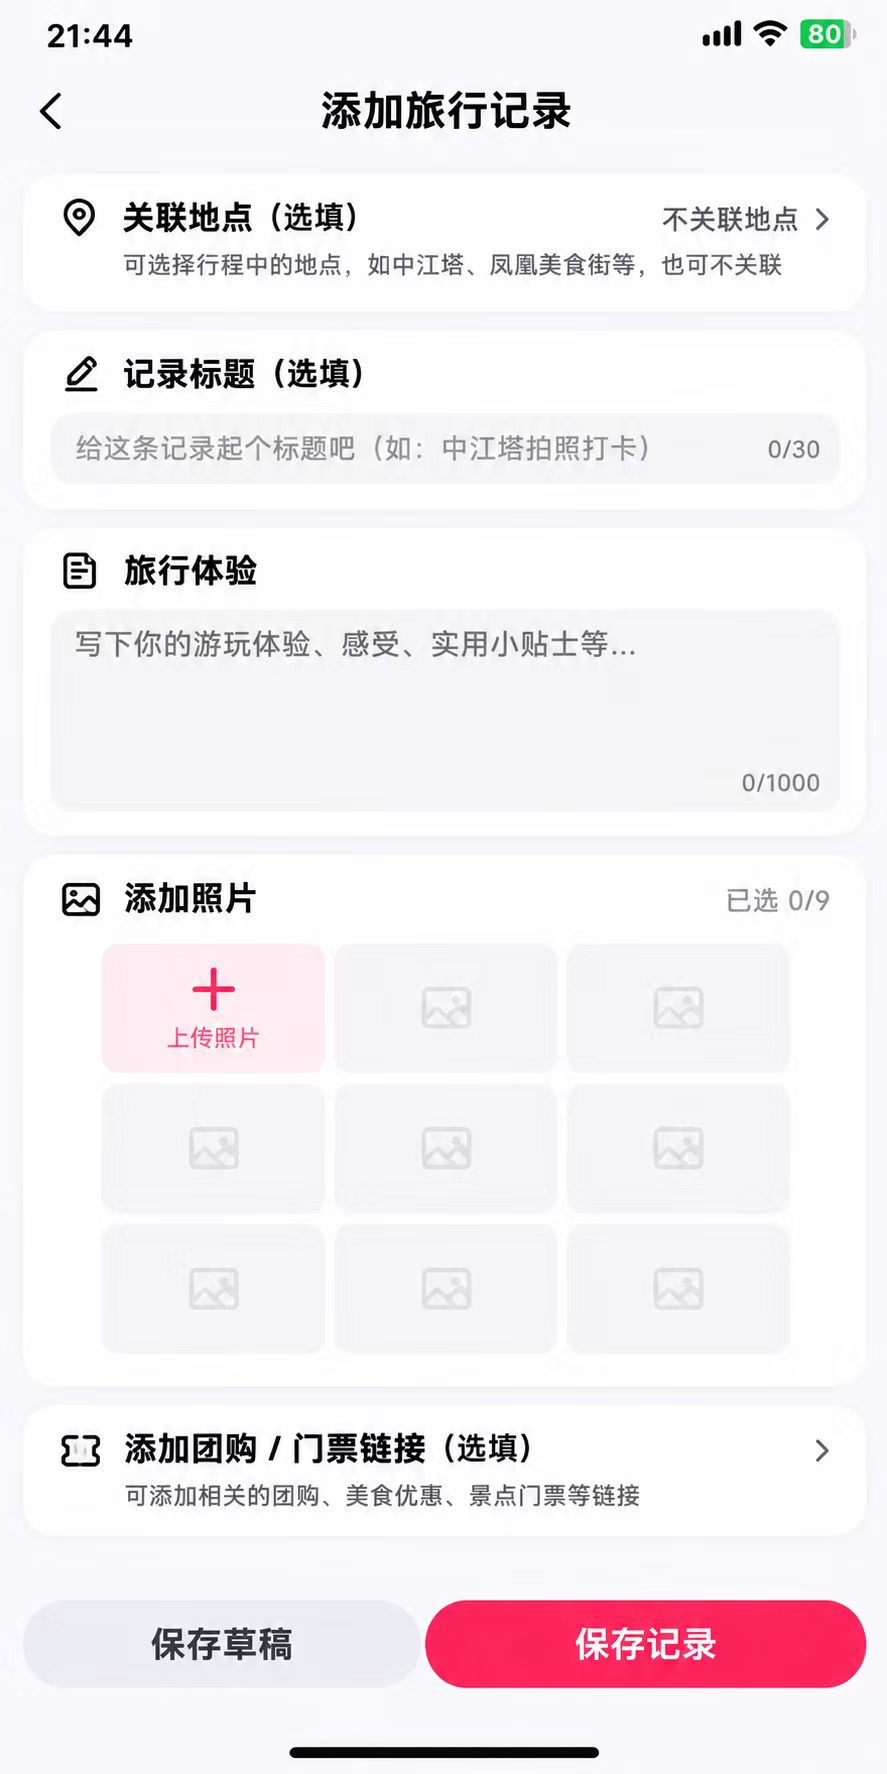 21:44
80
添加旅行记录
关联地点（选填）
不关联地点
可选择行程中的地点，如中江塔、凤凰美食街等，也可不关联
记录标题（选填）
给这条记录起个标题吧（如：中江塔拍照打卡）
0/30
旅行体验
写下你的游玩体验、感受、实用小贴士等...
0/1000
添加照片
已选 0/9
上传照片
添加团购 / 门票链接（选填）
可添加相关的团购、美食优惠、景点门票等链接
保存草稿
保存记录